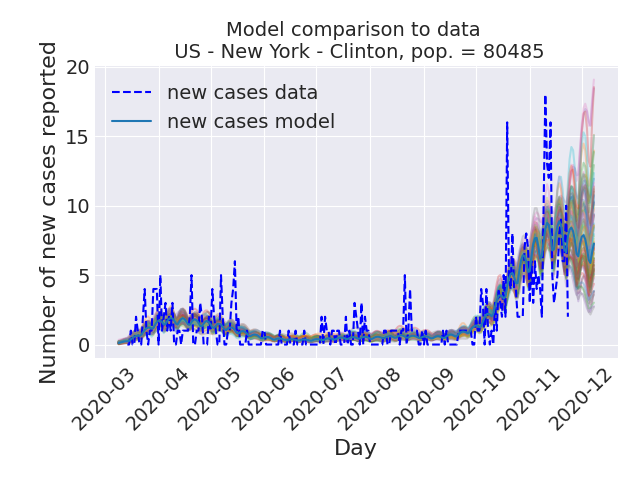 Model comparison to data
US - New York - Clinton, pop. = 80485
new cases data
new cases model
Number of new cases reported
20
15
10
5
0
2020-03
2020-04
2020-05
2020-06
2020-07
2020-08
2020-09
2020-10
2020-11
2020-12
Day